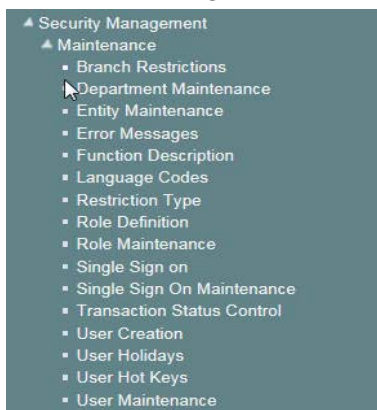 Security Management
Maintenance
Branch Restrictions
Department Maintenance
Entity Maintenance
Error Messages
Function Description
Language Codes
Restriction Type
Role Definition
Role Maintenance
Single Sign on
Single Sign On Maintenance
Transaction Status Control
User Creation
User Holidays
User Hot Keys
User Maintenance